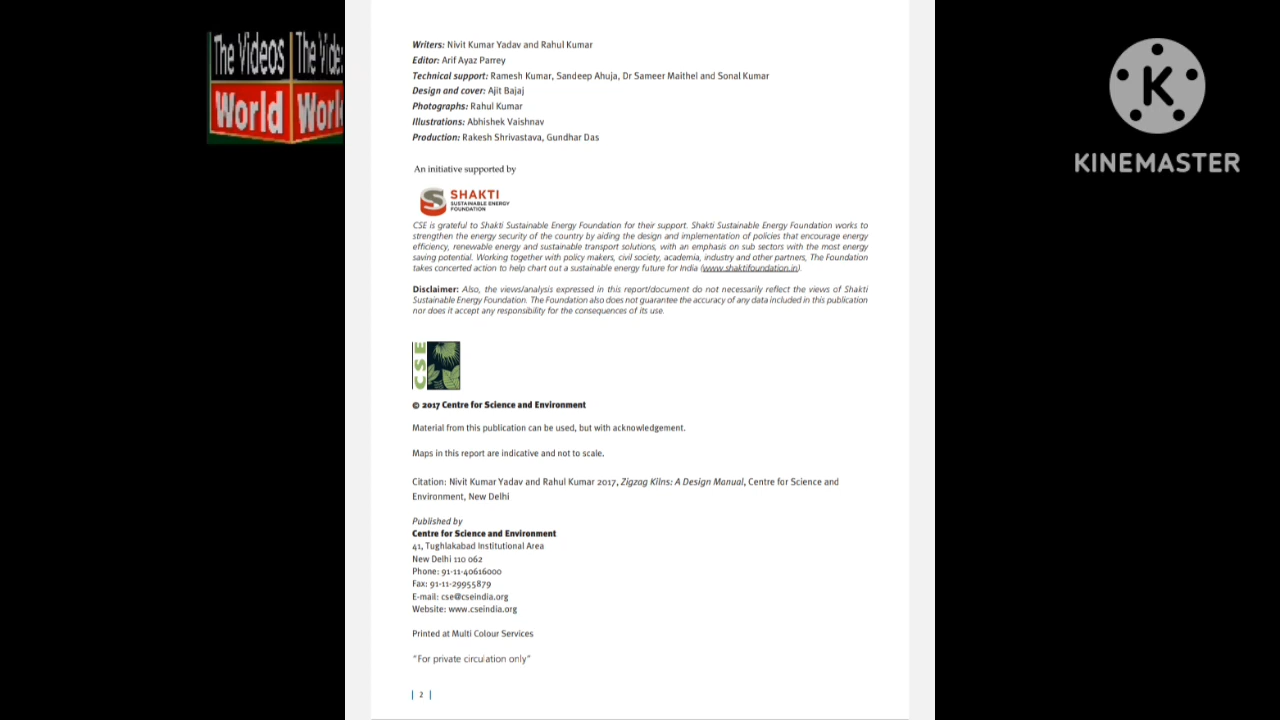 The Videos
World
The Vide
Work
KINEMASTER
Writers: Nivit Kumar Yadav and Rahul Kumar
Editor: Arif Ayaz Parrey
Technical support: Ramesh Kumar, Sandeep Ahuja, Dr Sameer Maithel and Sonal Kumar
Design and cover: Ajit Bajaj
Photographs: Rahul Kumar
Illustrations: Abhishek Vaishnav
Production: Rakesh Shrivastava, Gundhar Das
An initiative supported by
SHAKTI
SUSTAINABLE ENERGY
FOUNDATION
CSE is grateful to Shakti Sustainable Energy Foundation for their support. Shakti Sustainable Energy Foundation works to
strengthen the energy security of the country by aiding the design and implementation of policies that encourage energy
efficiency, renewable energy and sustainable transport solutions, with an emphasis on sub sectors with the most energy
saving potential. Working together with policy makers, civil society, academia, industry and other partners, The Foundation
takes concerted action to help chart out a sustainable energy future for India (www.shaktifoundation.in).
Disclaimer: Also, the views/analysis expressed in this report/document do not necessarily reflect the views of Shakti
Sustainable Energy Foundation. The Foundation also does not guarantee the accuracy of any data included in this publication
nor does it accept any responsibility for the consequences of its use.
CSE
© 2017 Centre for Science and Environment
Material from this publication can be used, but with acknowledgement.
Maps in this report are indicative and not to scale.
Citation: Nivit Kumar Yadav and Rahul Kumar 2017, Zigzag Kilns: A Design Manual, Centre for Science and
Environment, New Delhi
Published by
Centre for Science and Environment
41, Tughlakabad Institutional Area
New Delhi 110 062
Phone: 91-11-40616000
Fax: 91-11-29955879
E-mail: cse@cseindia.org
Website: www.cseindia.org
Printed at Multi Colour Services
"For private circulation only"
| 2 |